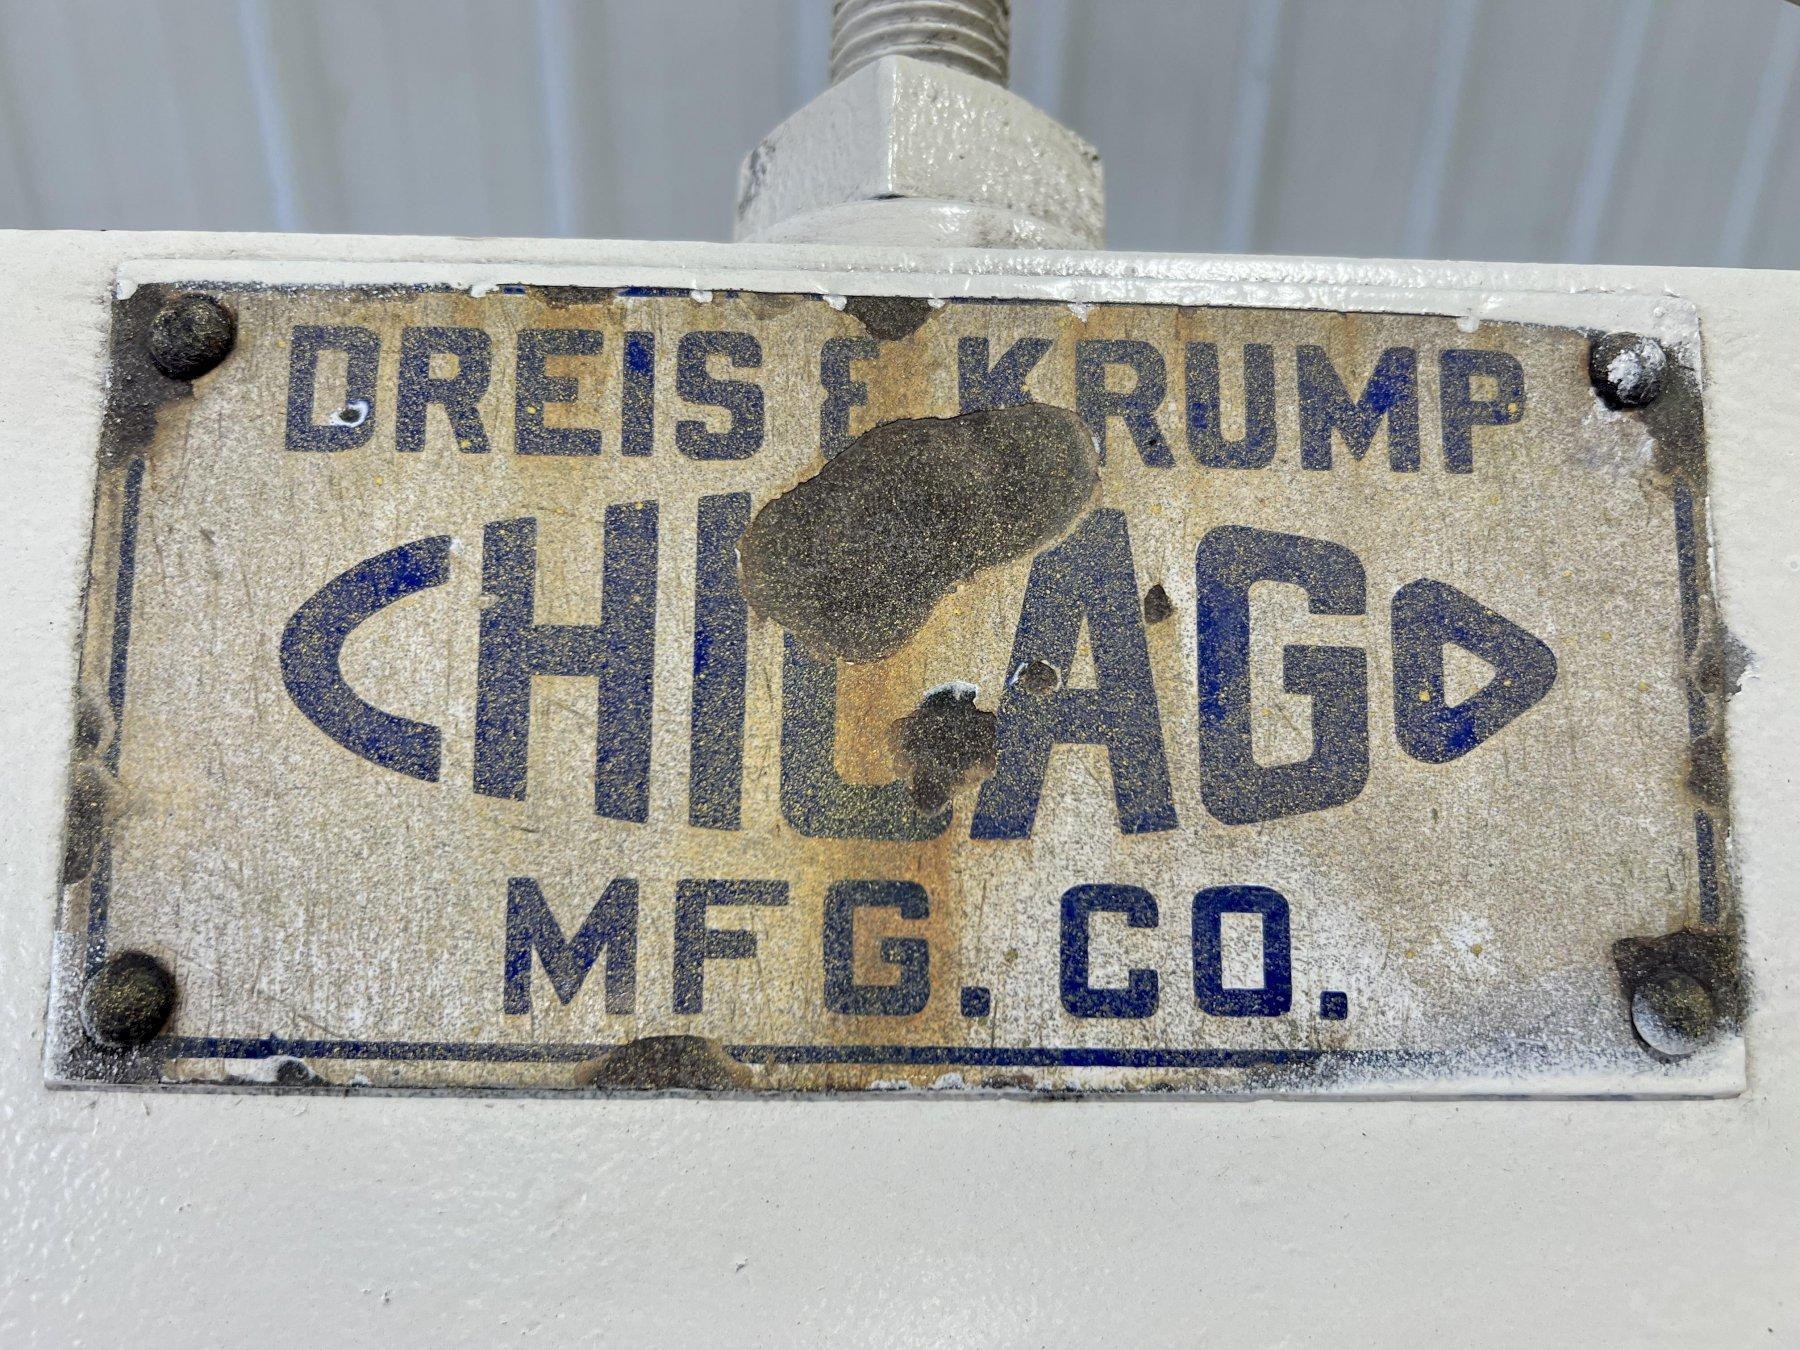 DREIS & KRUMP
CHICAGO
MFG. CO.